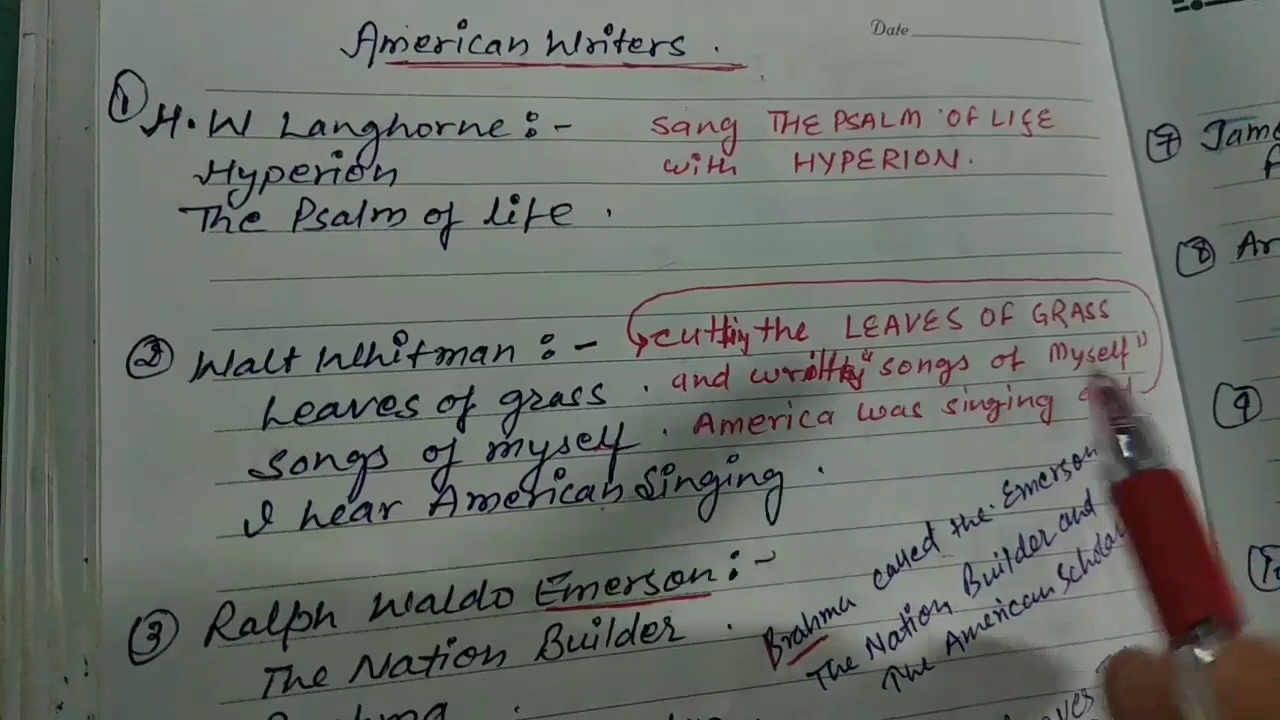 American Writers.
Date
① H.W Langhorne :- sang THE PSALM OF LIFE
Hyperion with HYPERION.
The Psalm of life.
② Walt Whitman :- cutting the LEAVES OF GRASS
Leaves of grass. and writting "songs of Myself"
songs of myself. America was singing
I hear American Singing.
③ Ralph Waldo Emerson :-
The Nation Builder.
Brahma called the Emerson
The Nation Builder and
The American Scholar
⑦
⑧
⑨